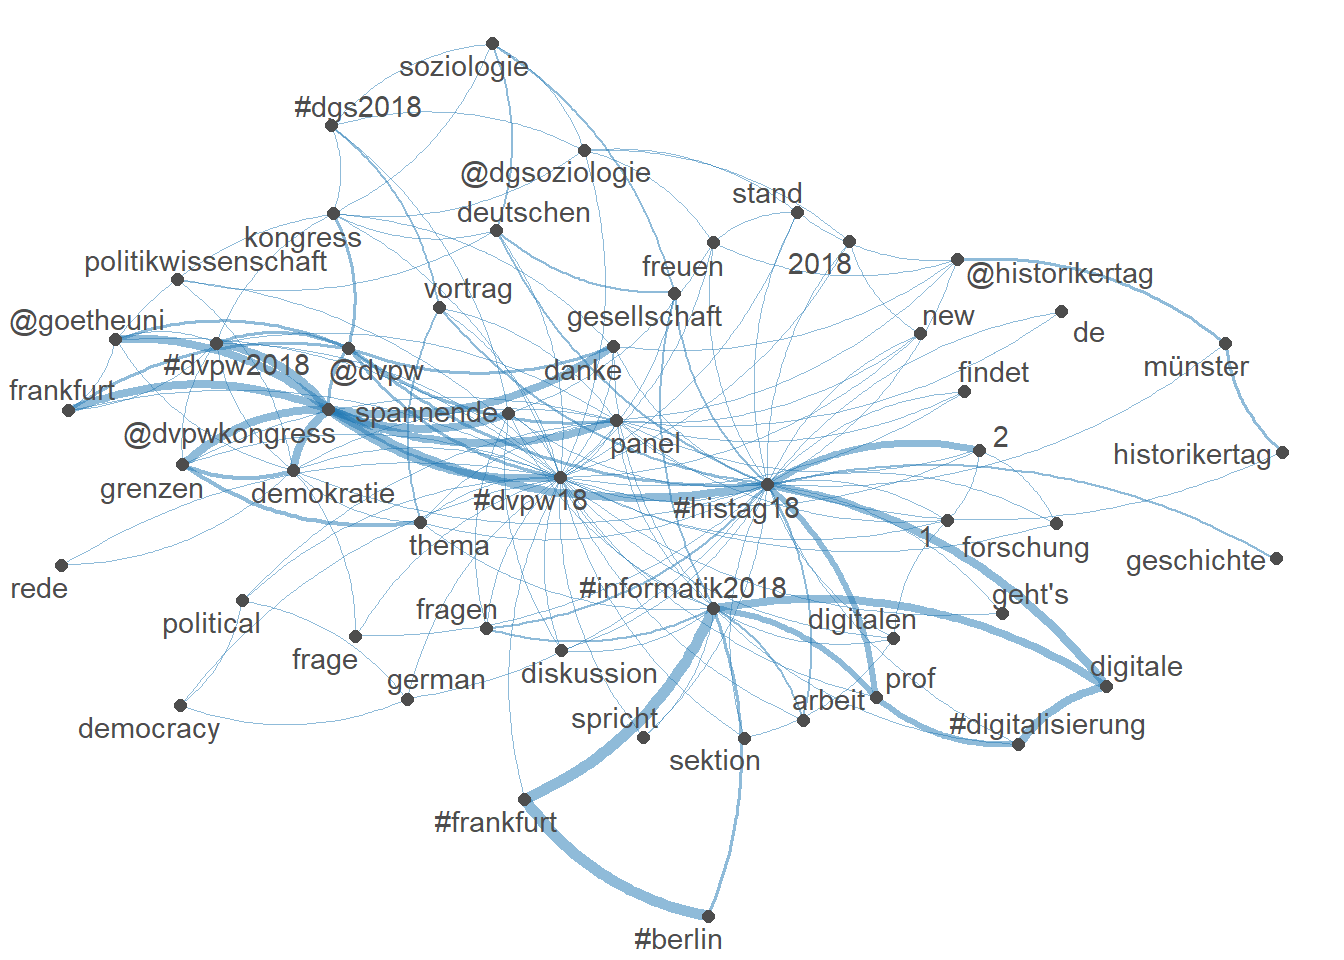 soziologie
#dgs2018
@dgsoziologie
stand
deutschen
kongress
politikwissenschaft
freuen
2018
@historikertag
vortrag
gesellschaft
new
de
@goetheuni
#dvpw2018
@dvpw
danke
findet
münster
frankfurt
spannende
@dvpwkongress
panel
2
historikertag
grenzen
demokratie
#dvpw18
#histag18
thema
1
forschung
geschichte
rede
#informatik2018
geht's
political
fragen
digitalen
frage
german
diskussion
digitale
prof
arbeit
democracy
spricht
#digitalisierung
sektion
#frankfurt
#berlin